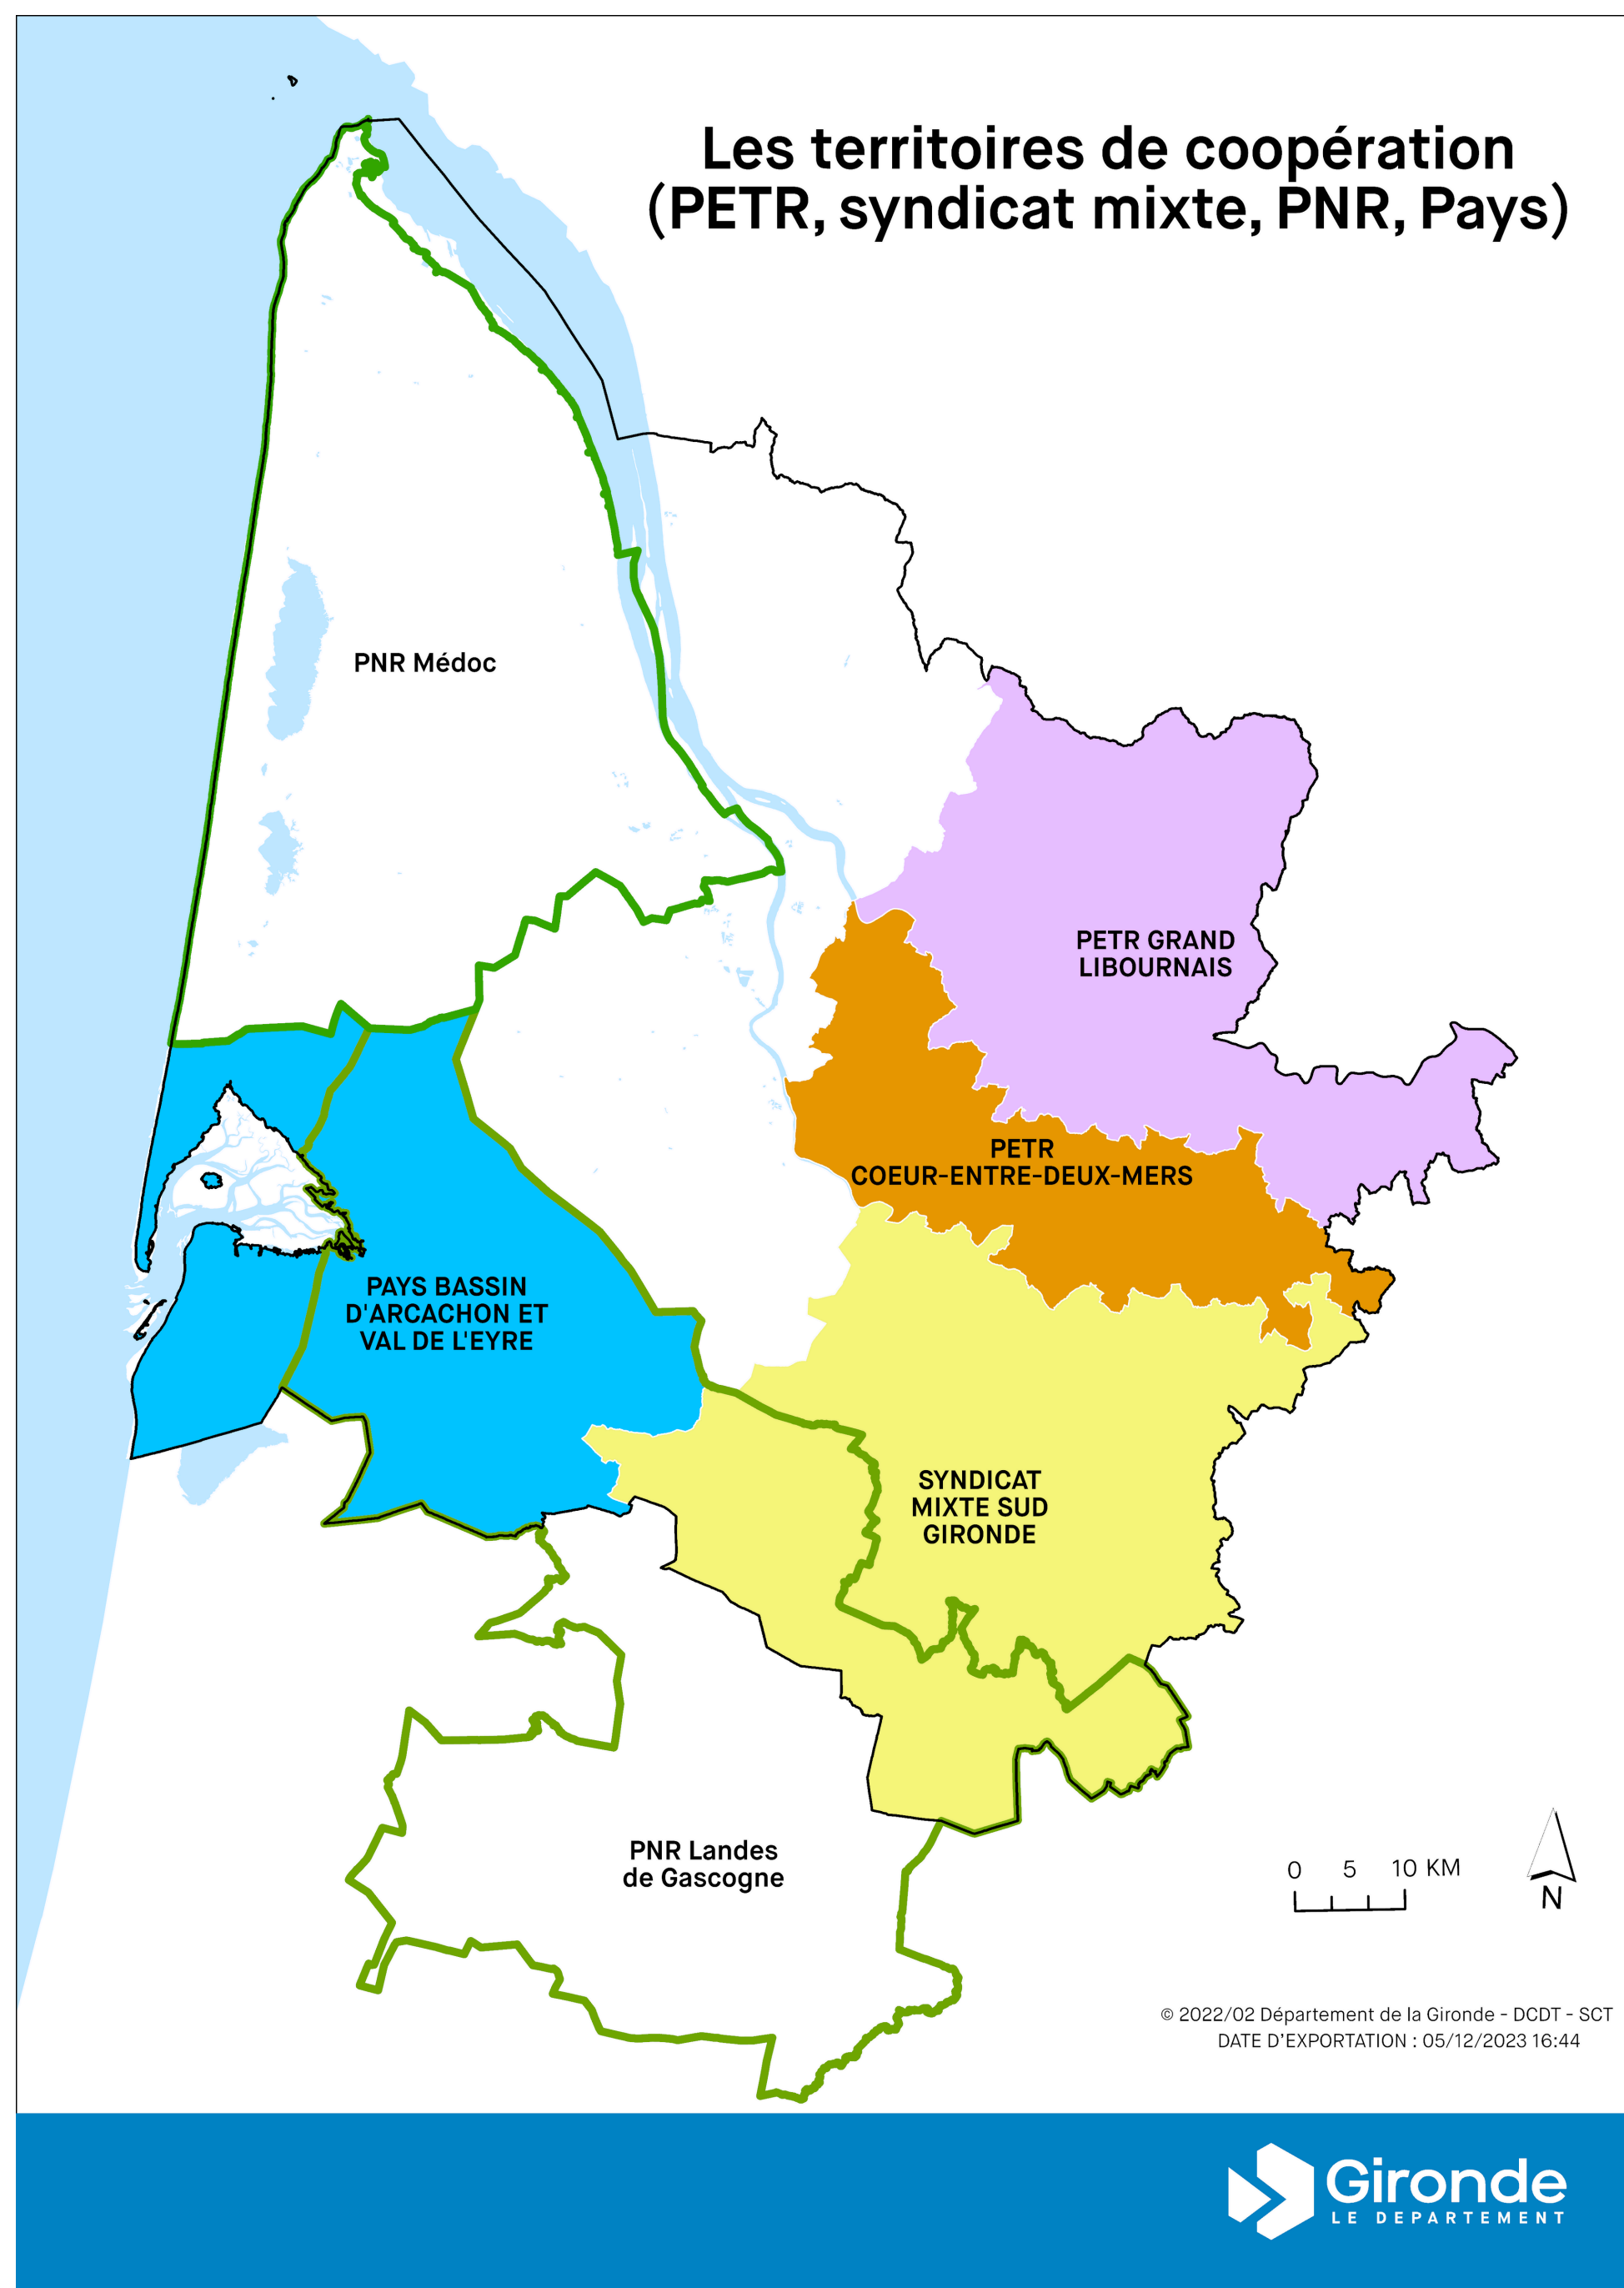 Les territoires de coopération
(PETR, syndicat mixte, PNR, Pays)
PNR Médoc
PETR GRAND
LIBOURNAIS
PETR
COEUR-ENTRE-DEUX-MERS
PAYS BASSIN
D'ARCACHON ET
VAL DE L'EYRE
SYNDICAT
MIXTE SUD
GIRONDE
PNR Landes
de Gascogne
0 5 10 KM
N
© 2022/02 Département de la Gironde - DCDT - SCT
DATE D'EXPORTATION : 05/12/2023 16:44
Gironde
LE DEPARTEMENT